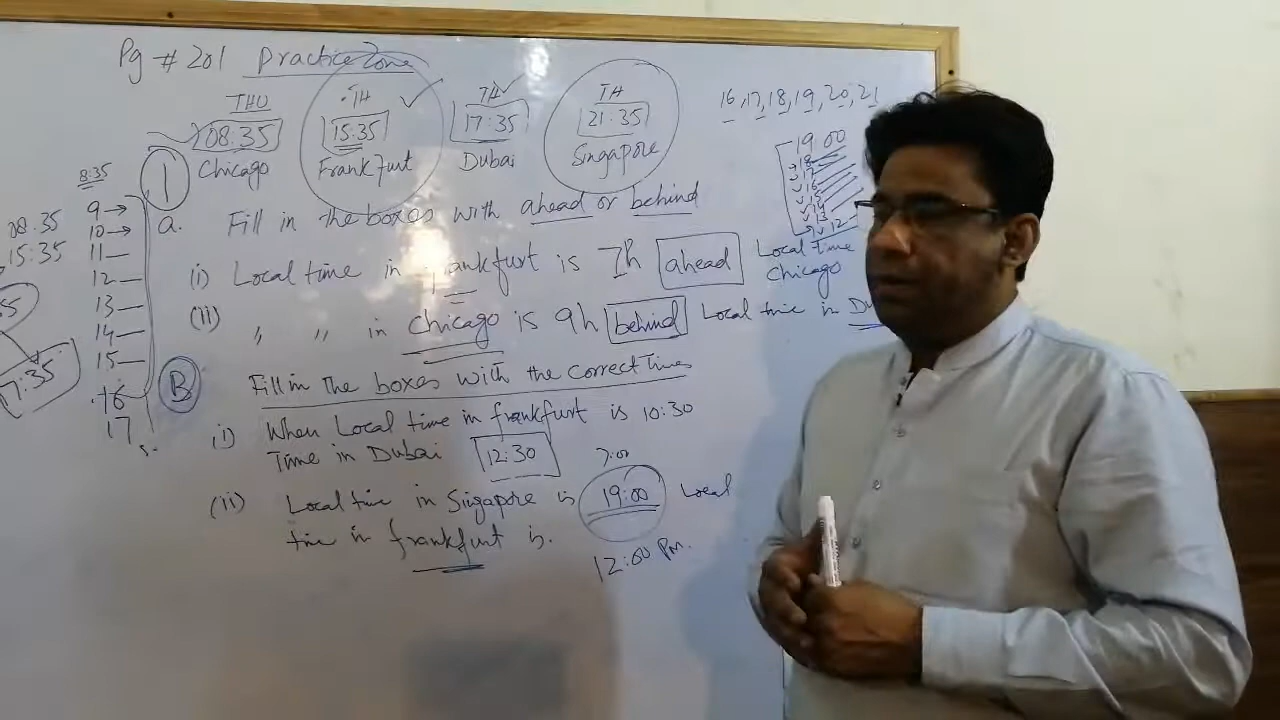 Pg # 201 Practice Zone
THU TH TH TH
08:35 15:35 17:35 21:35
Chicago Frankfurt Dubai Singapore
16, 17, 18, 19, 20, 21
19 00
18
17
16
12
8:35
9
10
11
12
13
14
15
16
17
08:35
15:35
7:35
1
a. Fill in the boxes with ahead or behind
(i) Local time in frankfurt is 7h ahead Local time
Chicago
(ii) " " in Chicago is 9h behind Local time in Du
B Fill in the boxes with the correct Times
i) When Local time in frankfurt is 10:30
Time in Dubai 12:30
7:00
(ii) Local time in Singapore is 19:00 Local
time in frankfurt is.
12:00 PM.